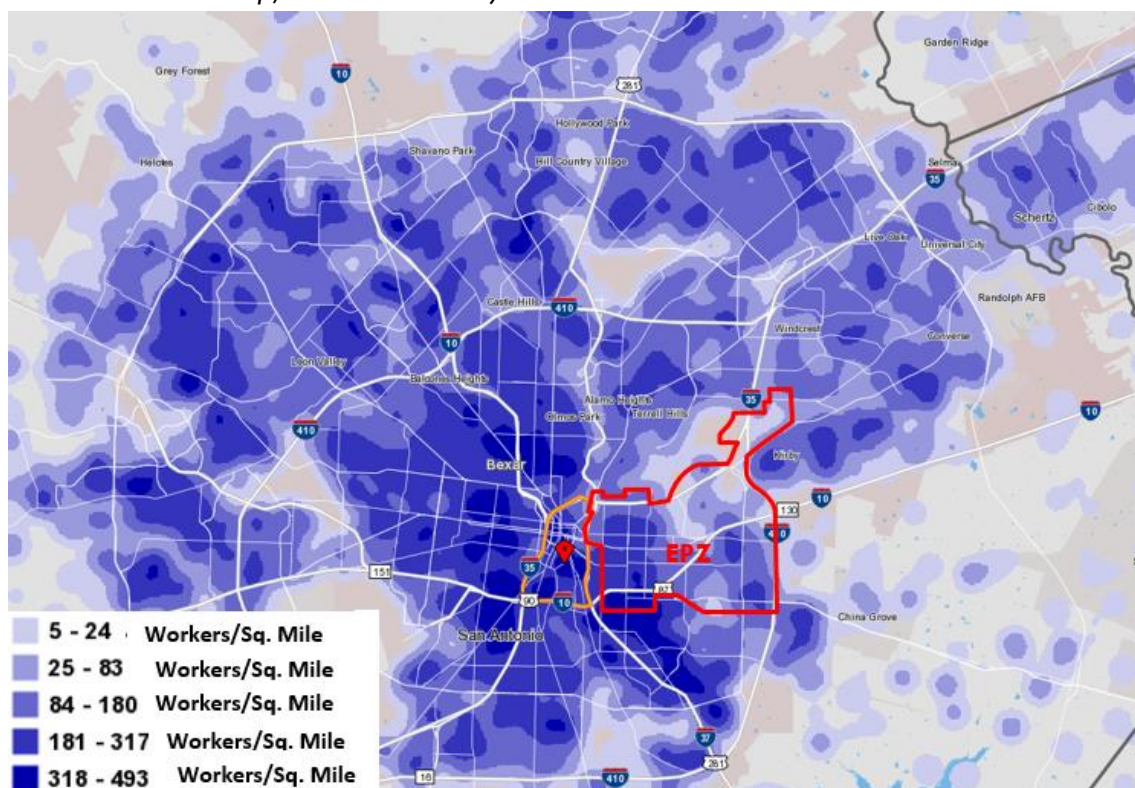 Garden Ridge
Grey Forest
10
281
Hollywood Park
Shavano Park
Helotes
Hill Country Village
Selma
35
Cibolo
Schertz
Live Oak
Universal City
Randolph AFB
Castle Hills
410
Windcrest
10
Converse
Leon Valley
Balcones Heights
Alamo Heights
35
Olmos Park
Terrell Hills
10
410
Kirby
Bexar
10
130
410
EPZ
35
151
87
90
10
China Grove
San Antonio
5 - 24 Workers/Sq. Mile
25 - 83 Workers/Sq. Mile
84 - 180 Workers/Sq. Mile
181 - 317 Workers/Sq. Mile
318 - 493 Workers/Sq. Mile
37
281
16
410